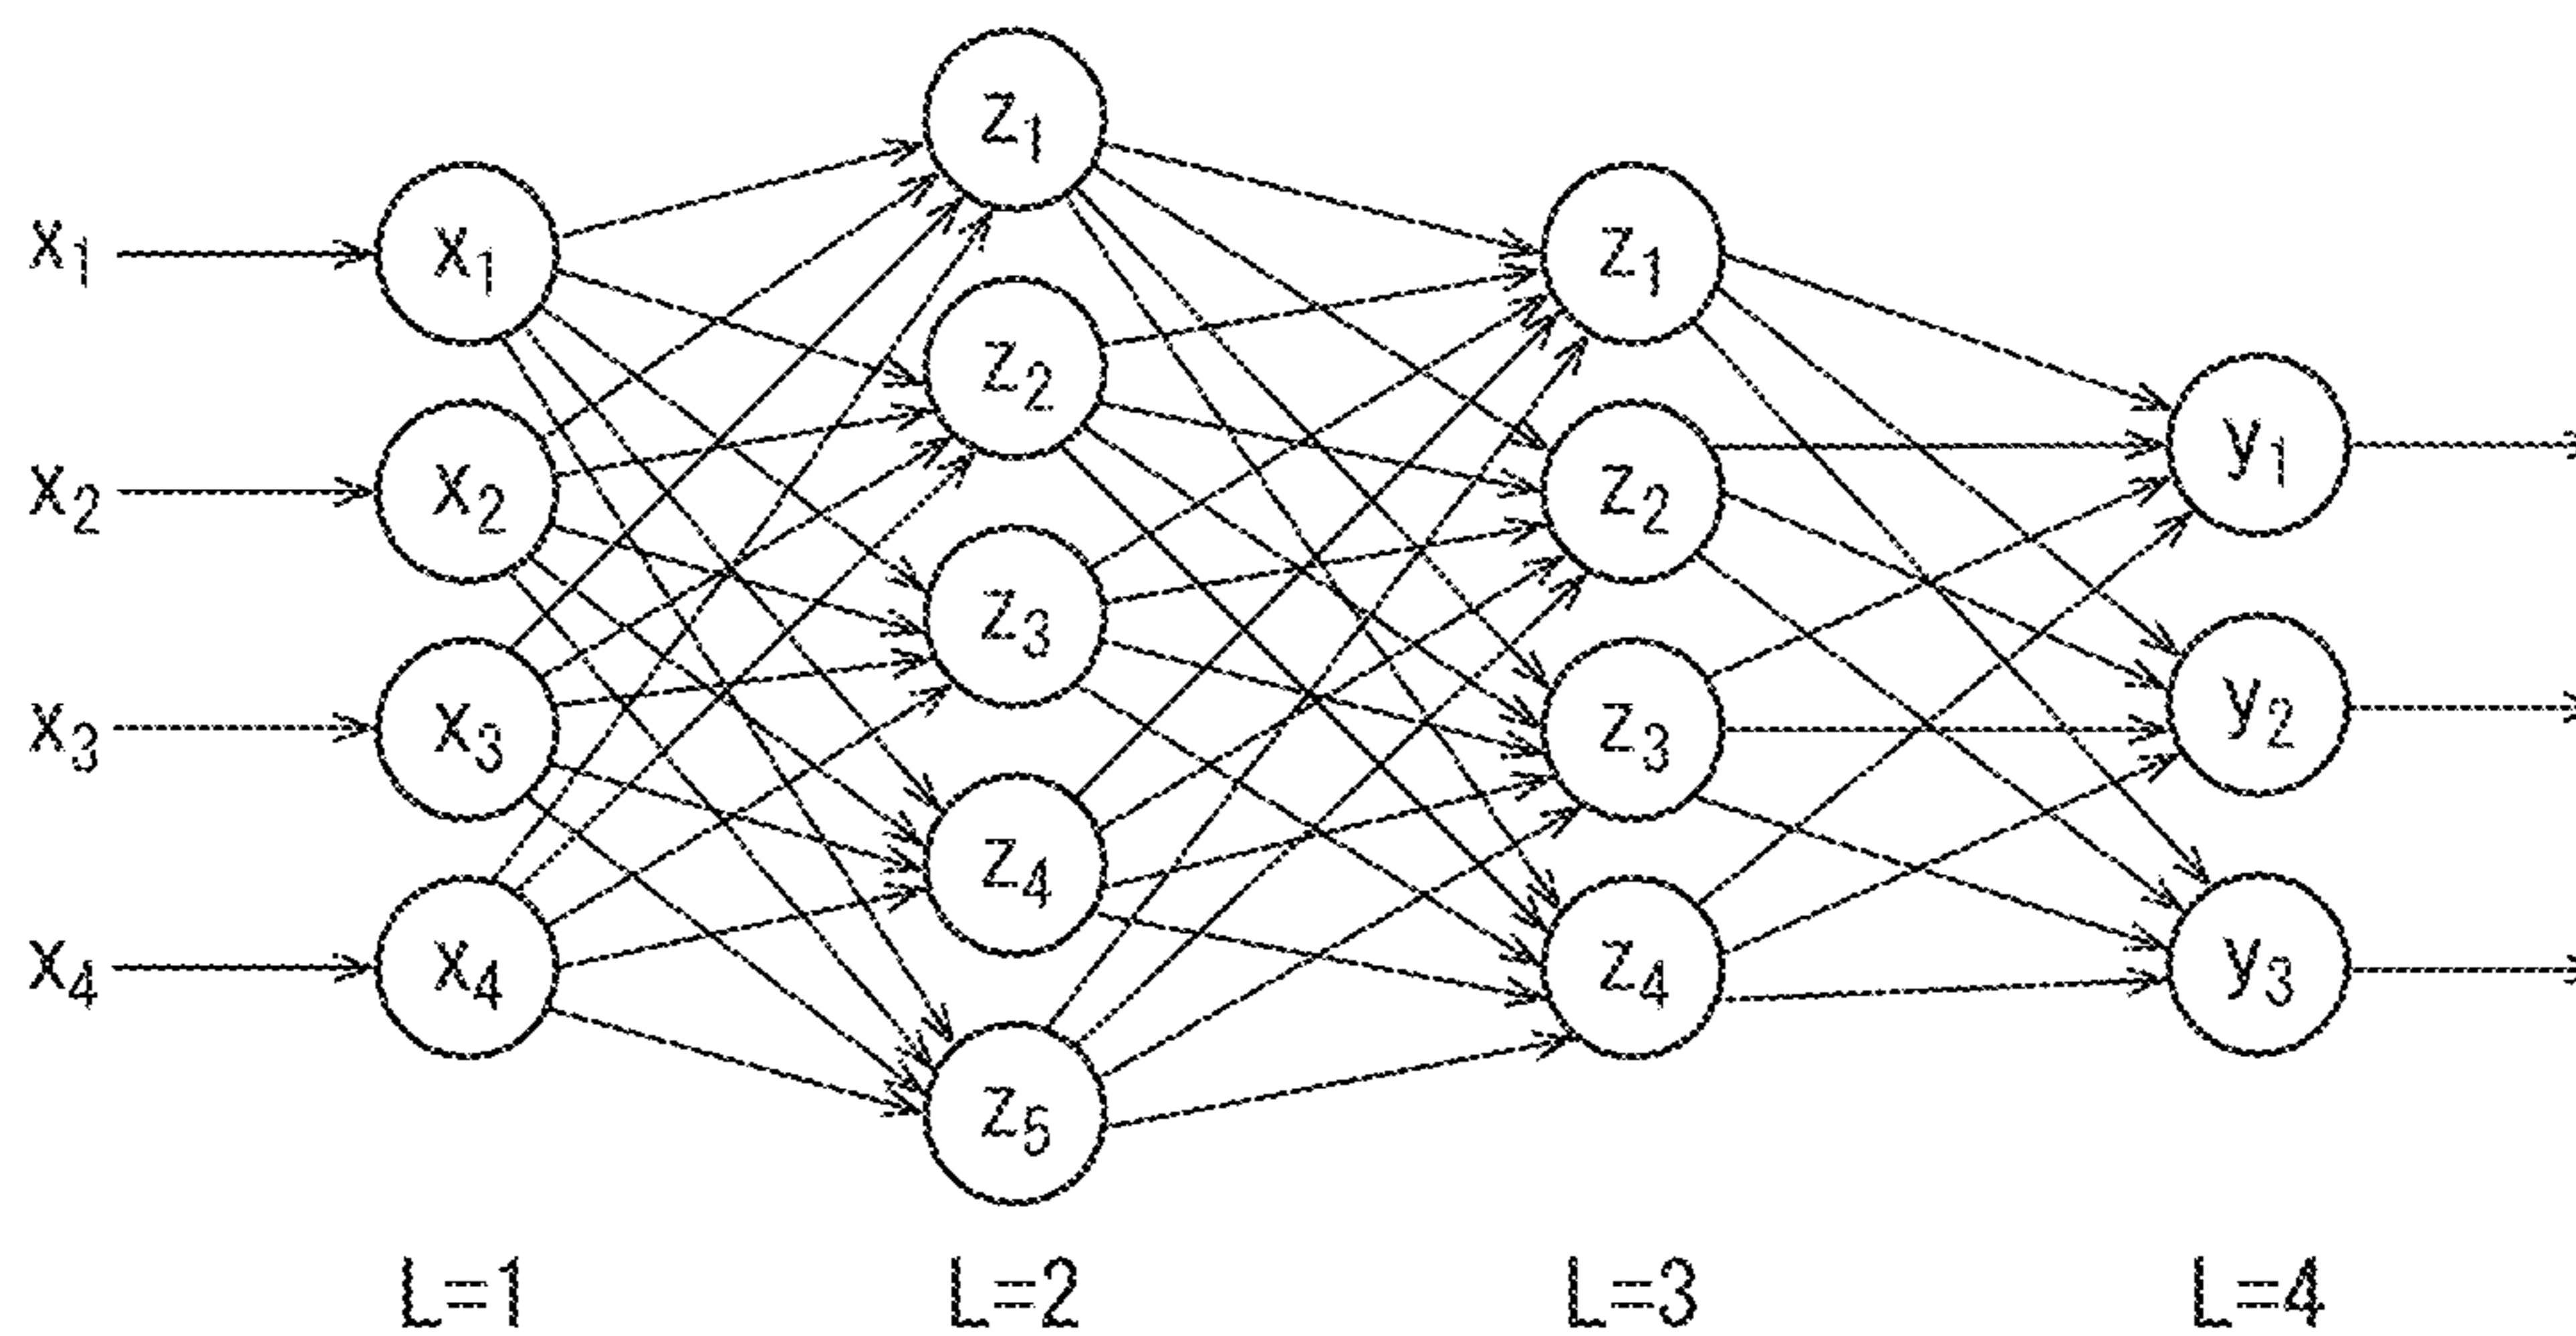 x₁ x₁ z₁ z₁ y₁
x₂ x₂ z₂ z₂ y₂
x₃ x₃ z₃ z₃ y₃
x₄ x₄ z₄ z₄
z₅
L=1 L=2 L=3 L=4